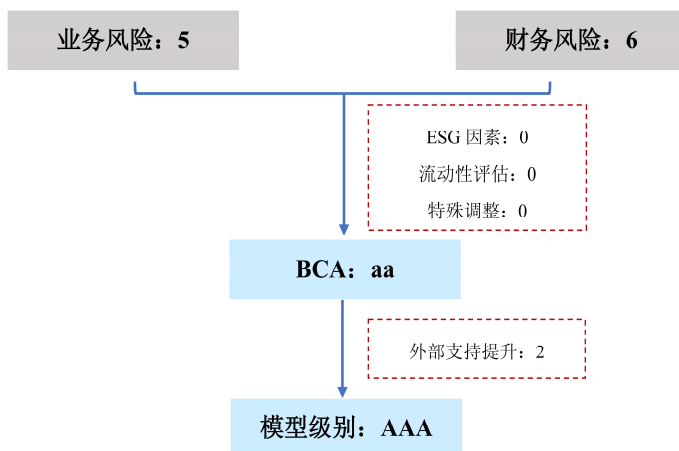 业务风险：5
财务风险：6
ESG 因素：0
流动性评估：0
特殊调整：0
BCA：aa
外部支持提升：2
模型级别：AAA